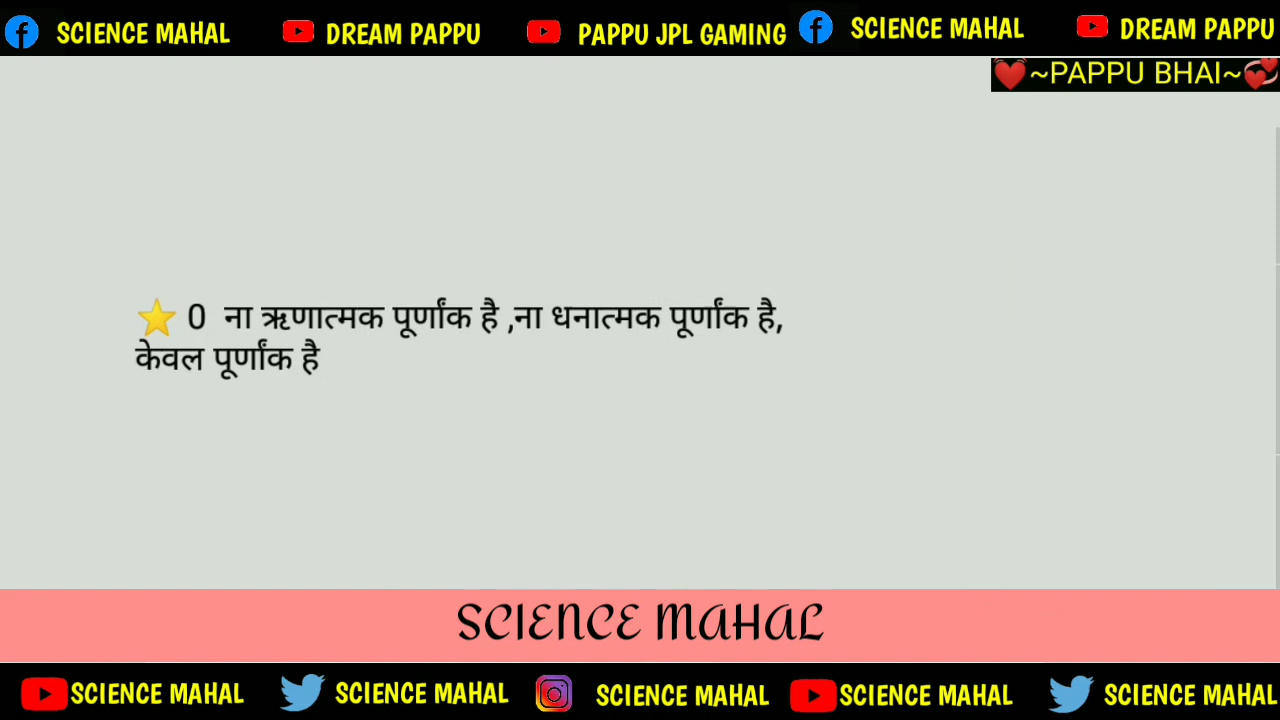 SCIENCE MAHAL DREAM PAPPU PAPPU JPL GAMING SCIENCE MAHAL DREAM PAPPU
~PAPPU BHAI~
0 ना ऋणात्मक पूर्णांक है ,ना धनात्मक पूर्णांक है,
केवल पूर्णांक है
SCIENCE MAHAL
SCIENCE MAHAL SCIENCE MAHAL SCIENCE MAHAL SCIENCE MAHAL SCIENCE MAHAL